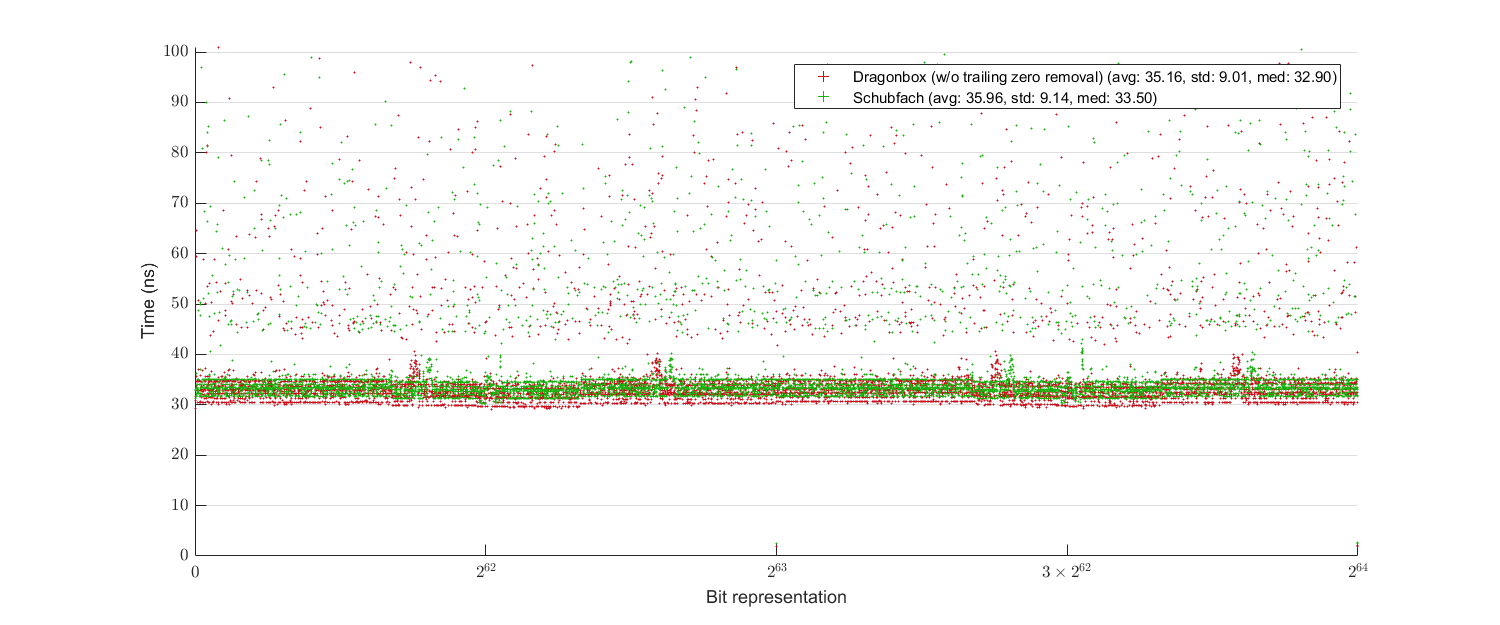 100
90
80
70
60
50
40
30
20
10
0
Time (ns)
Dragonbox (w/o trailing zero removal) (avg: 35.16, std: 9.01, med: 32.90)
Schubfach (avg: 35.96, std: 9.14, med: 33.50)
0 2^62 2^63 3 × 2^62 2^64
Bit representation